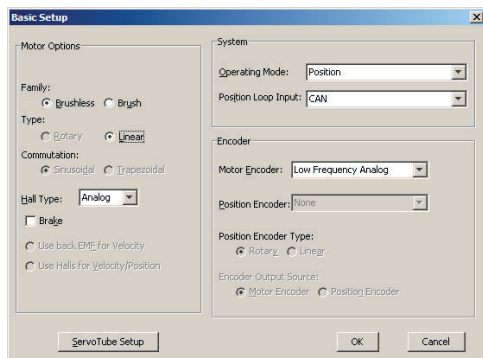 Basic Setup
Motor Options
Family:
Brushless Brush
Type:
Rotary Linear
Commutation:
Sinusoidal Trapezoidal
Hall Type: Analog
Brake
Use back EMF for Velocity
Use Halls for Velocity/Position
ServoTube Setup
System
Operating Mode: Position
Position Loop Input: CAN
Encoder
Motor Encoder: Low Frequency Analog
Position Encoder: None
Position Encoder Type:
Rotary Linear
Encoder Output Source:
Motor Encoder Position Encoder
OK Cancel